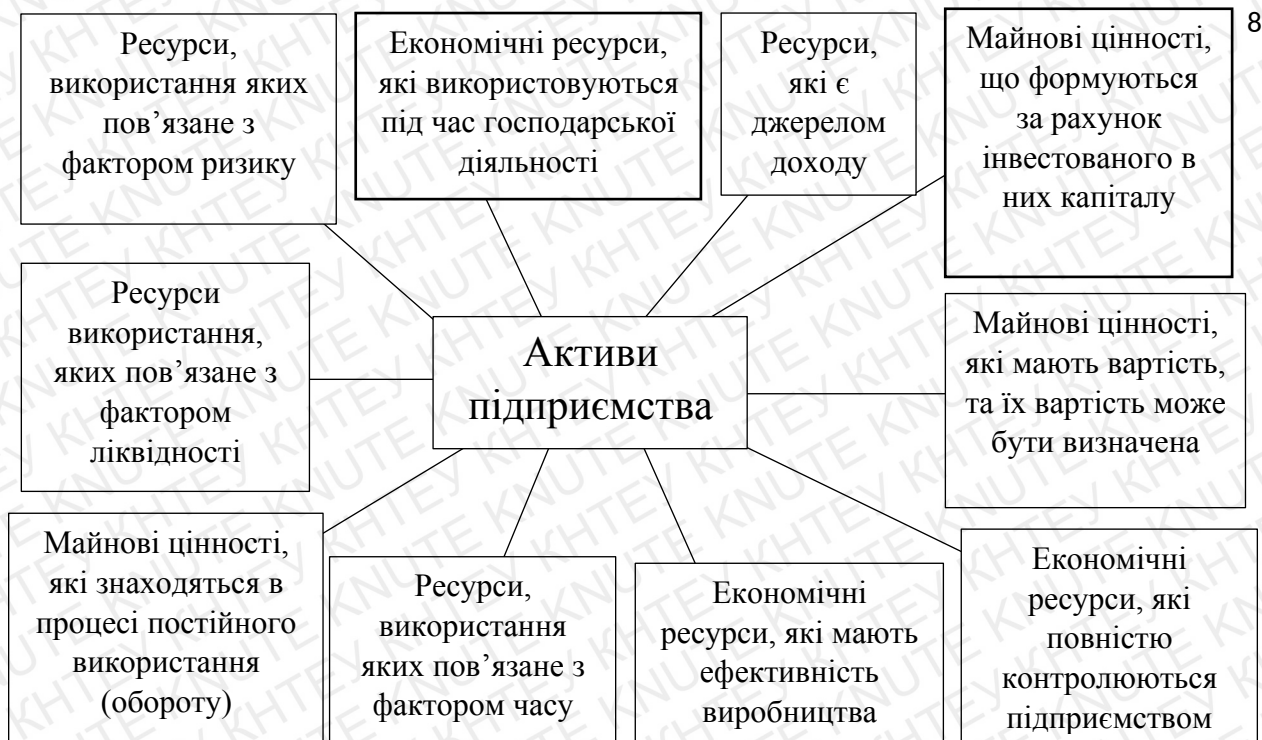 8
Ресурси,
використання яких
пов’язане з
фактором ризику
Економічні ресурси,
які використовуються
під час господарської
діяльності
Ресурси,
які є
джерелом
доходу
Майнові цінності,
що формуються
за рахунок
інвестованого в
них капіталу
Ресурси
використання,
яких пов’язане з
фактором
ліквідності
Активи
підприємства
Майнові цінності,
які мають вартість,
та їх вартість може
бути визначена
Майнові цінності,
які знаходяться в
процесі постійного
використання
(обороту)
Ресурси,
використання
яких пов’язане з
фактором часу
Економічні
ресурси, які мають
ефективність
виробництва
Економічні
ресурси, які
повністю
контролюються
підприємством
КНТЕУ KNUTE